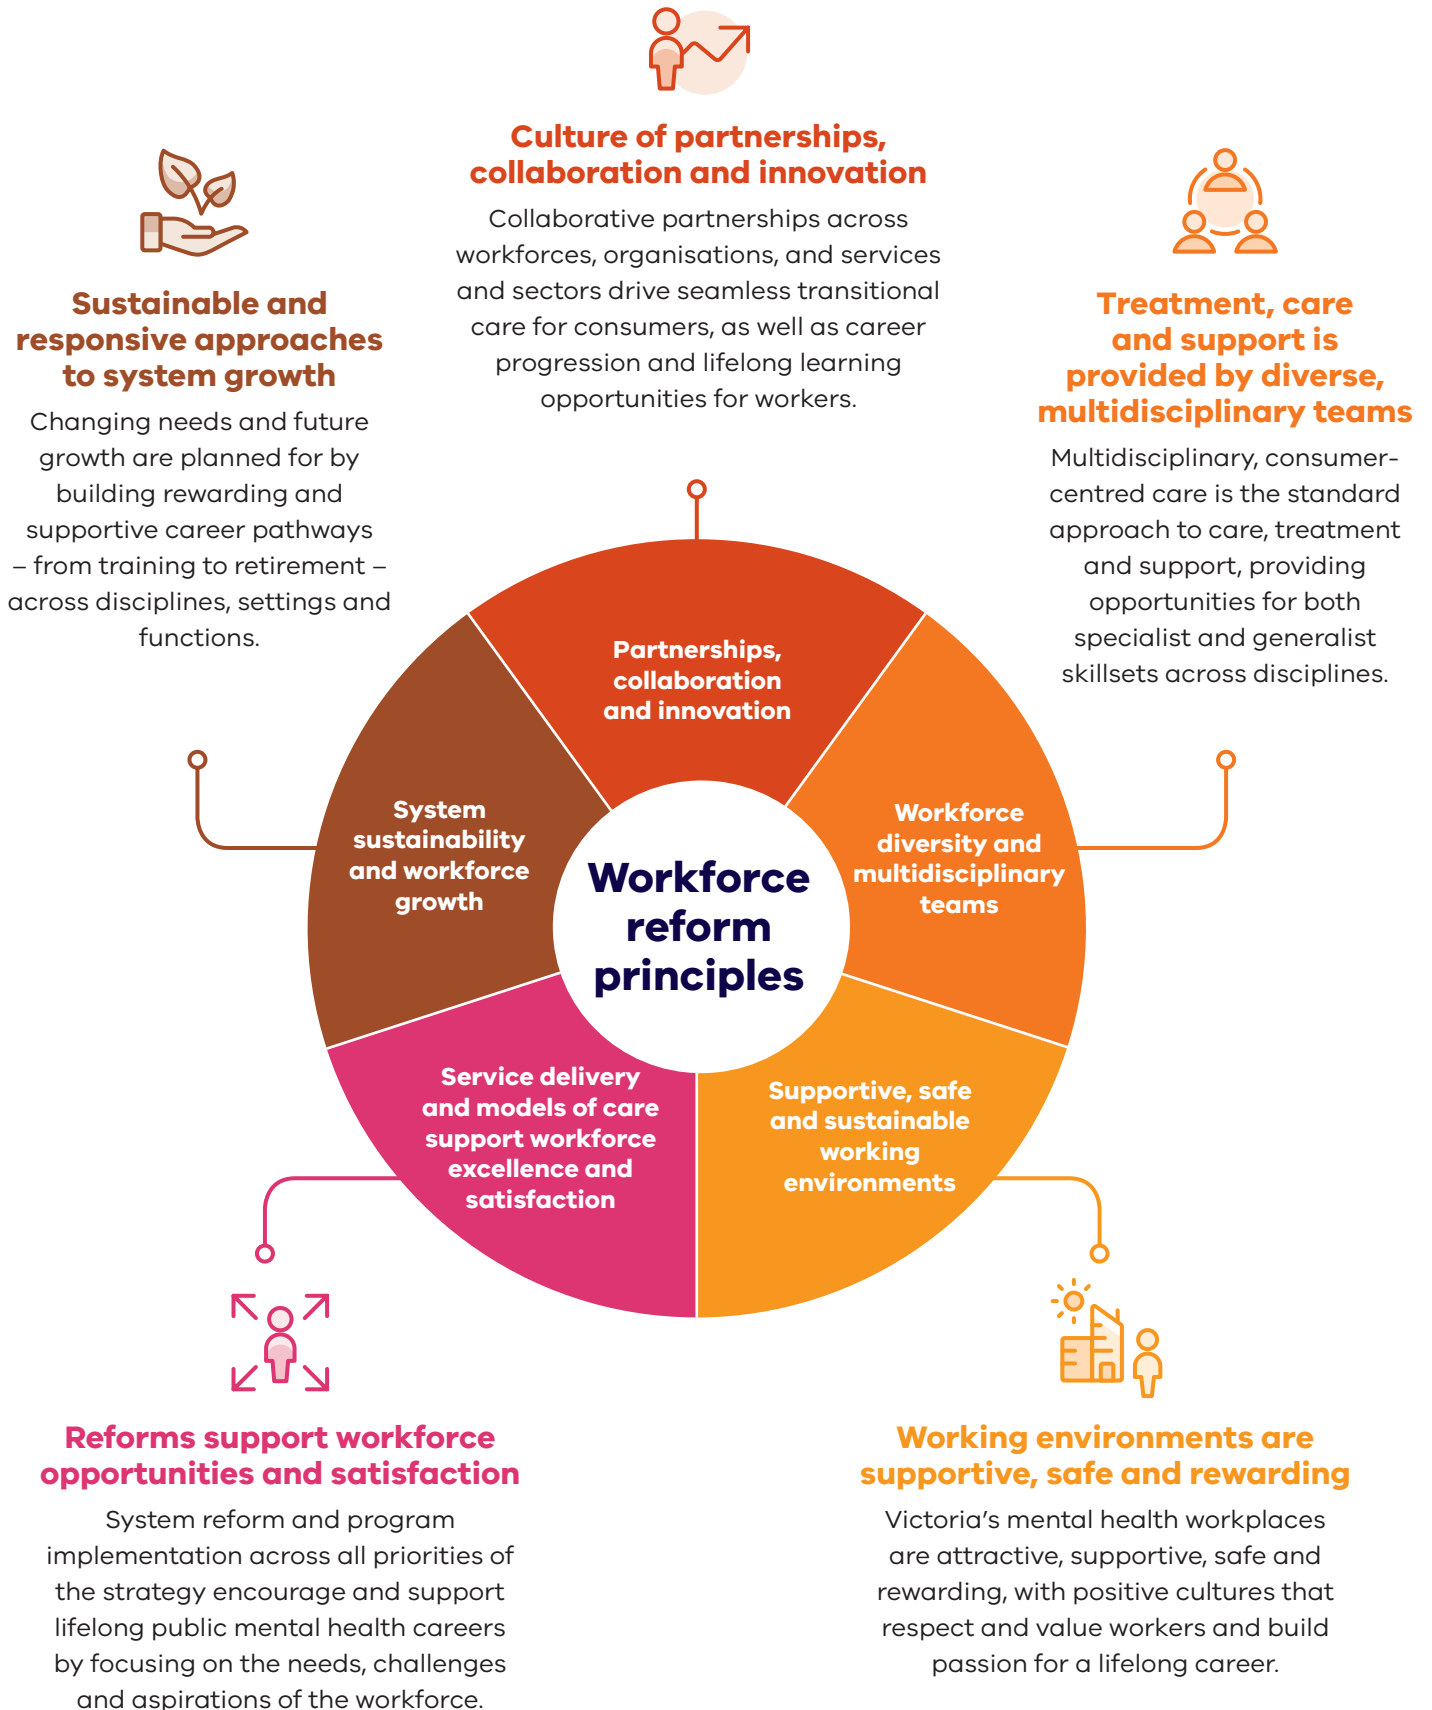 Culture of partnerships,
collaboration and innovation
Collaborative partnerships across
workforces, organisations, and services
and sectors drive seamless transitional
care for consumers, as well as career
progression and lifelong learning
opportunities for workers.
Sustainable and
responsive approaches
to system growth
Changing needs and future
growth are planned for by
building rewarding and
supportive career pathways
– from training to retirement –
across disciplines, settings and
functions.
Treatment, care
and support is
provided by diverse,
multidisciplinary teams
Multidisciplinary, consumer-
centred care is the standard
approach to care, treatment
and support, providing
opportunities for both
specialist and generalist
skillsets across disciplines.
Partnerships,
collaboration
and innovation
System
sustainability
and workforce
growth
Workforce
reform
principles
Workforce
diversity and
multidisciplinary
teams
Service delivery
and models of care
support workforce
excellence and
satisfaction
Supportive, safe
and sustainable
working
environments
Reforms support workforce
opportunities and satisfaction
System reform and program
implementation across all priorities of
the strategy encourage and support
lifelong public mental health careers
by focusing on the needs, challenges
and aspirations of the workforce.
Working environments are
supportive, safe and rewarding
Victoria’s mental health workplaces
are attractive, supportive, safe and
rewarding, with positive cultures that
respect and value workers and build
passion for a lifelong career.